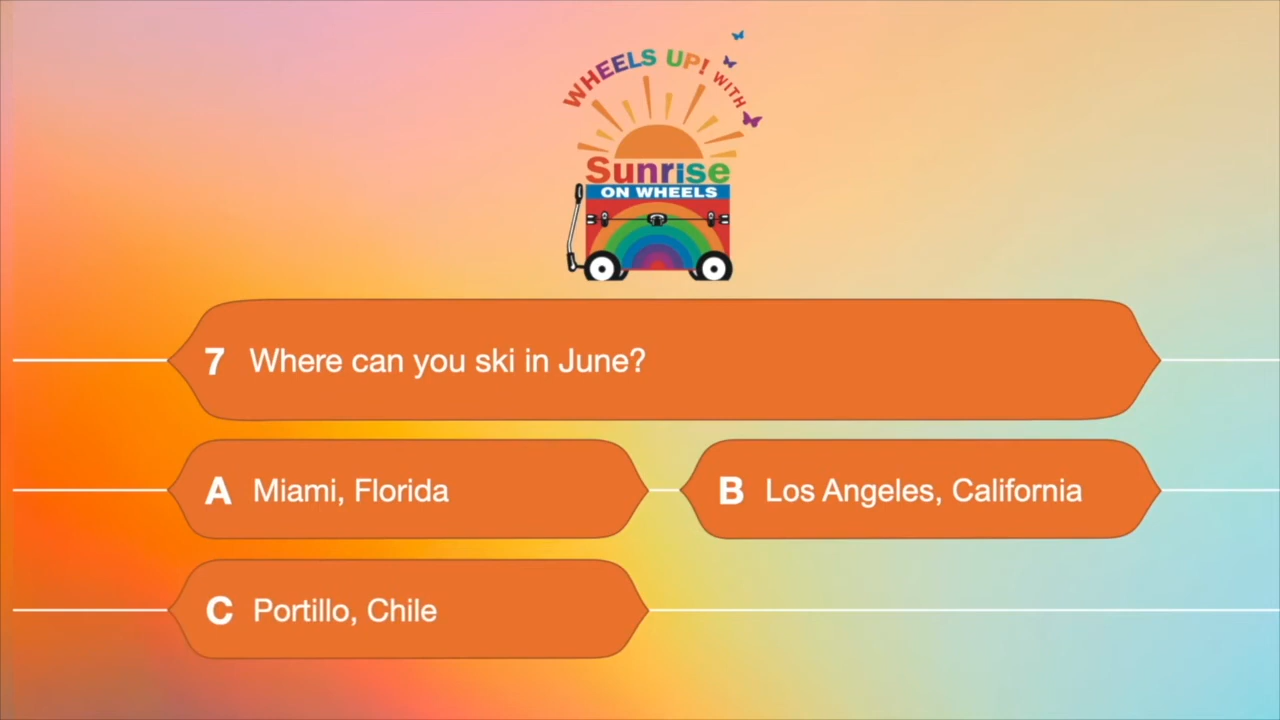 WHEELS UP! WITH
Sunrise
ON WHEELS
7 Where can you ski in June?
A Miami, Florida
B Los Angeles, California
C Portillo, Chile